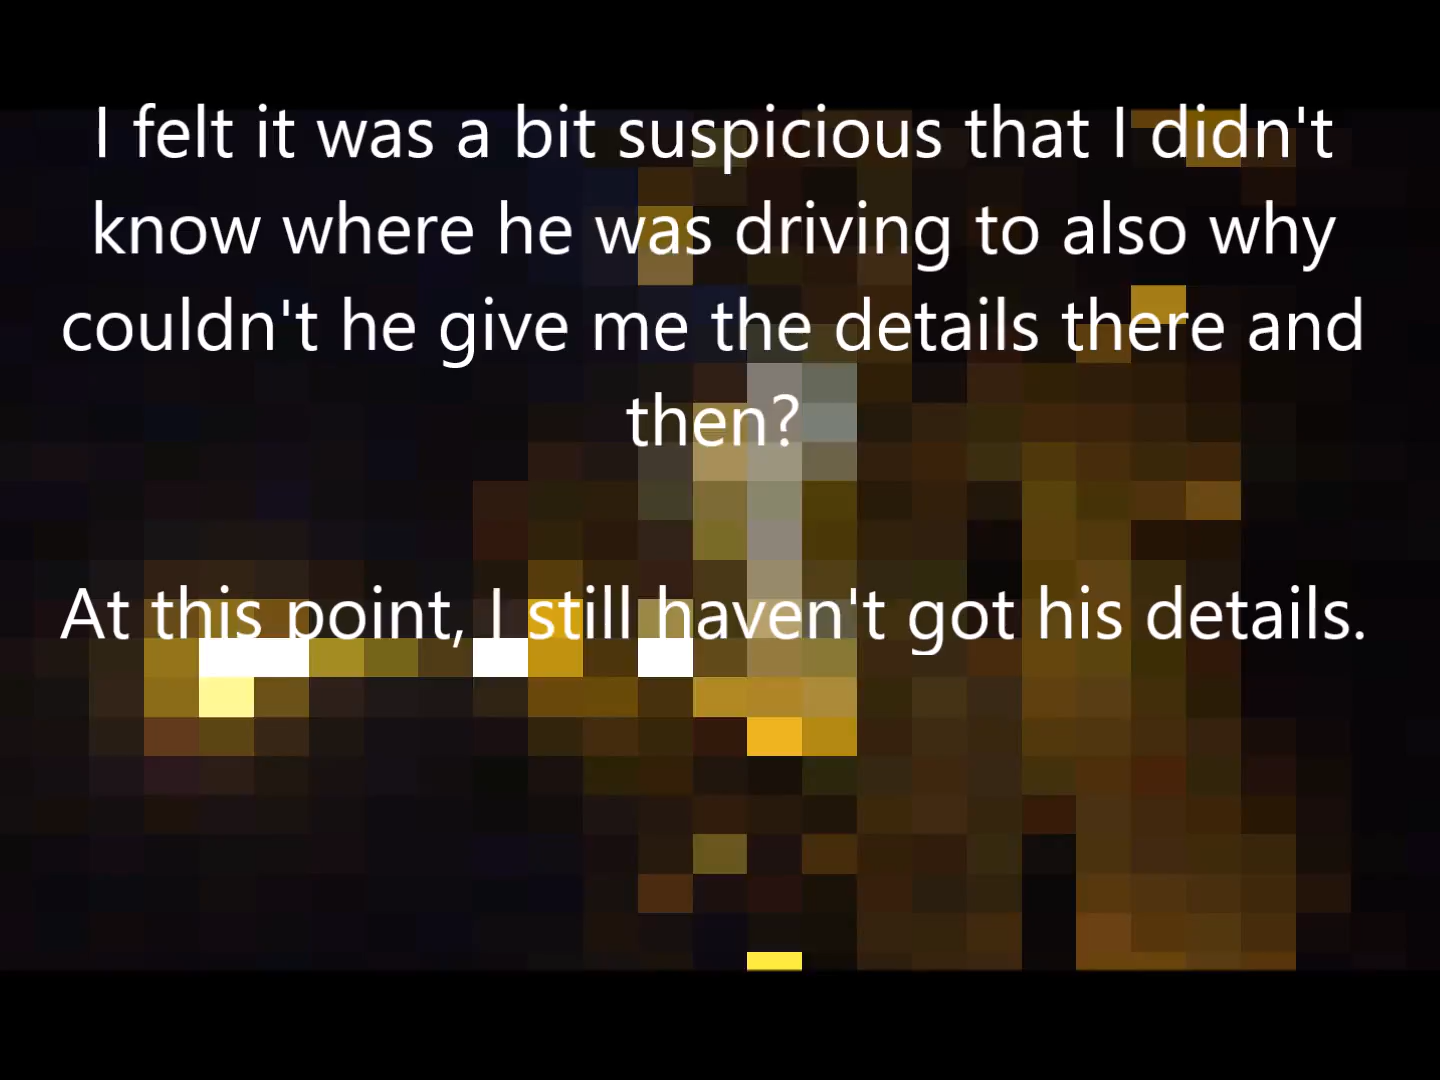 I felt it was a bit suspicious that I didn't
know where he was driving to also why
couldn't he give me the details there and
then?
At this point, I still haven't got his details.